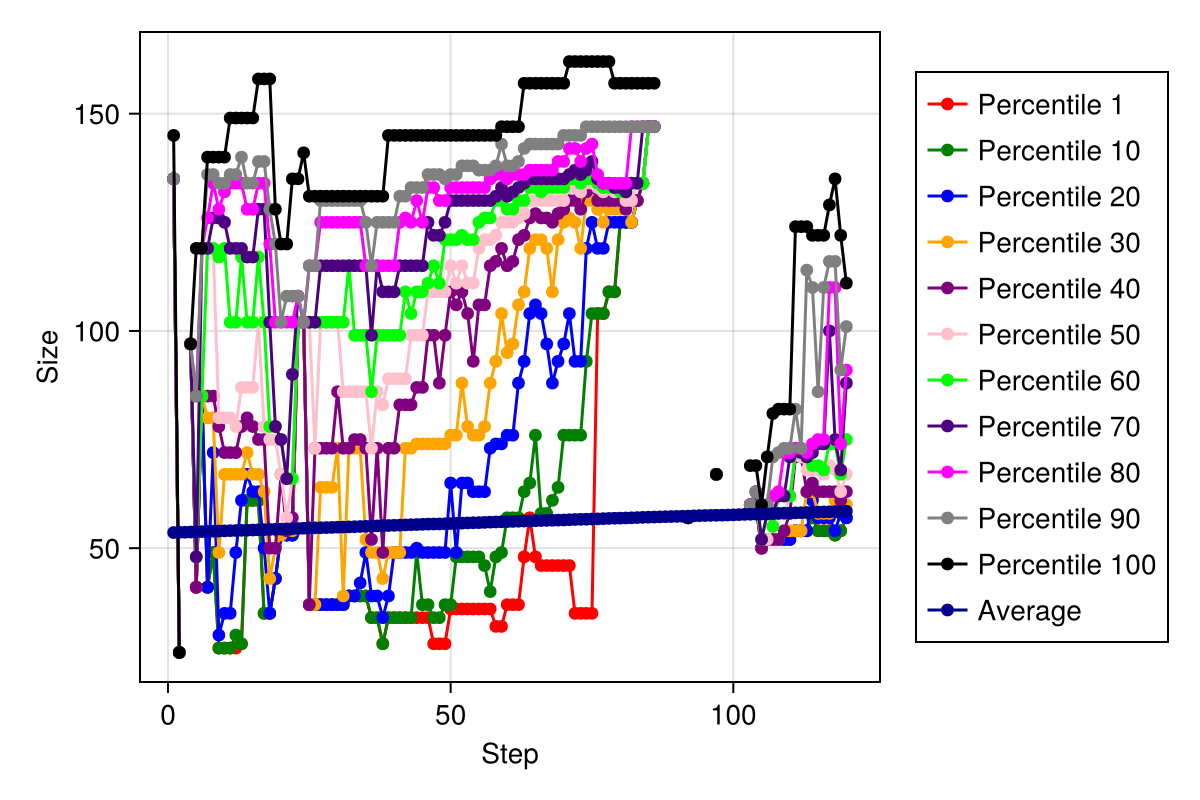 150
100
50
Size
0
50
100
Step
Percentile 1
Percentile 10
Percentile 20
Percentile 30
Percentile 40
Percentile 50
Percentile 60
Percentile 70
Percentile 80
Percentile 90
Percentile 100
Average